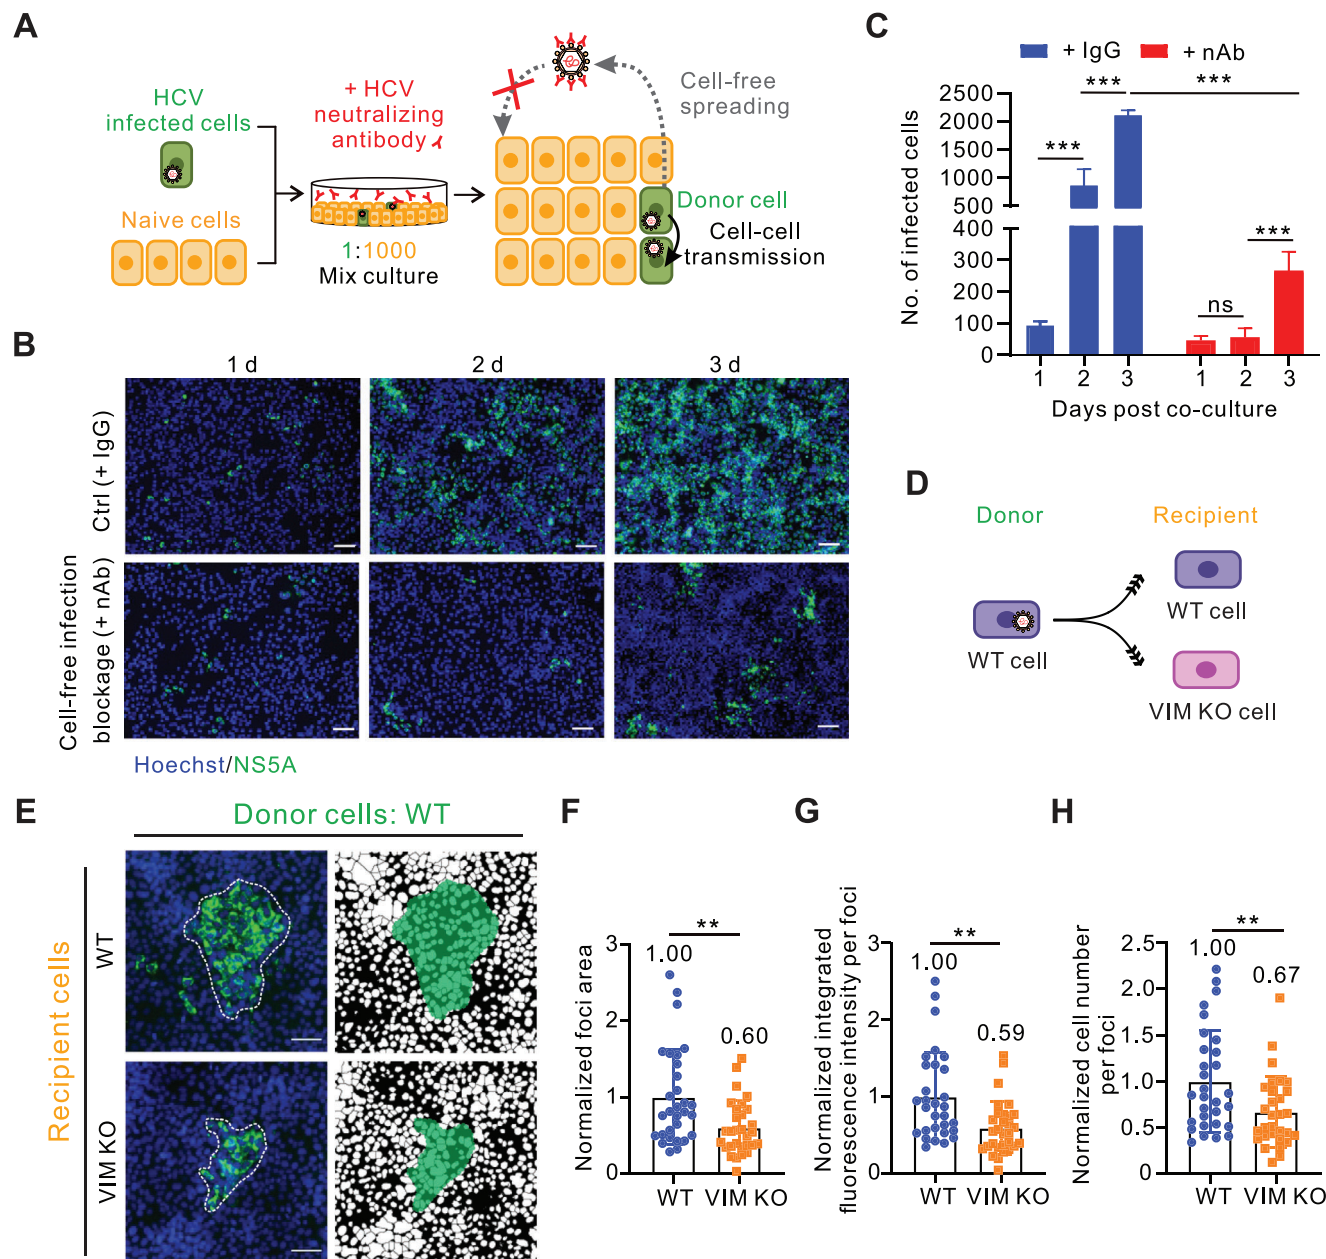 A
HCV
infected cells
Naive cells
+ HCV
neutralizing
antibody
1:1000
Mix culture
Cell-free
spreading
Donor cell
Cell-cell
transmission
B
1 d
2 d
3 d
Ctrl (+ IgG)
Cell-free infection
blockage (+ nAb)
Hoechst/NS5A
C
+ IgG
+ nAb
***
***
***
***
ns
No. of infected cells
2500
2000
1500
1000
500
400
300
200
100
0
1
2
3
1
2
3
Days post co-culture
D
Donor
Recipient
WT cell
WT cell
VIM KO cell
E
Donor cells: WT
Recipient cells
WT
VIM KO
F
Normalized foci area
3
2
1
0
**
1.00
0.60
WT
VIM KO
G
Normalized integrated
fluorescence intensity per foci
3
2
1
0
**
1.00
0.59
WT
VIM KO
H
Normalized cell number
per foci
2.5
2.0
1.5
1.0
0.5
0
**
1.00
0.67
WT
VIM KO